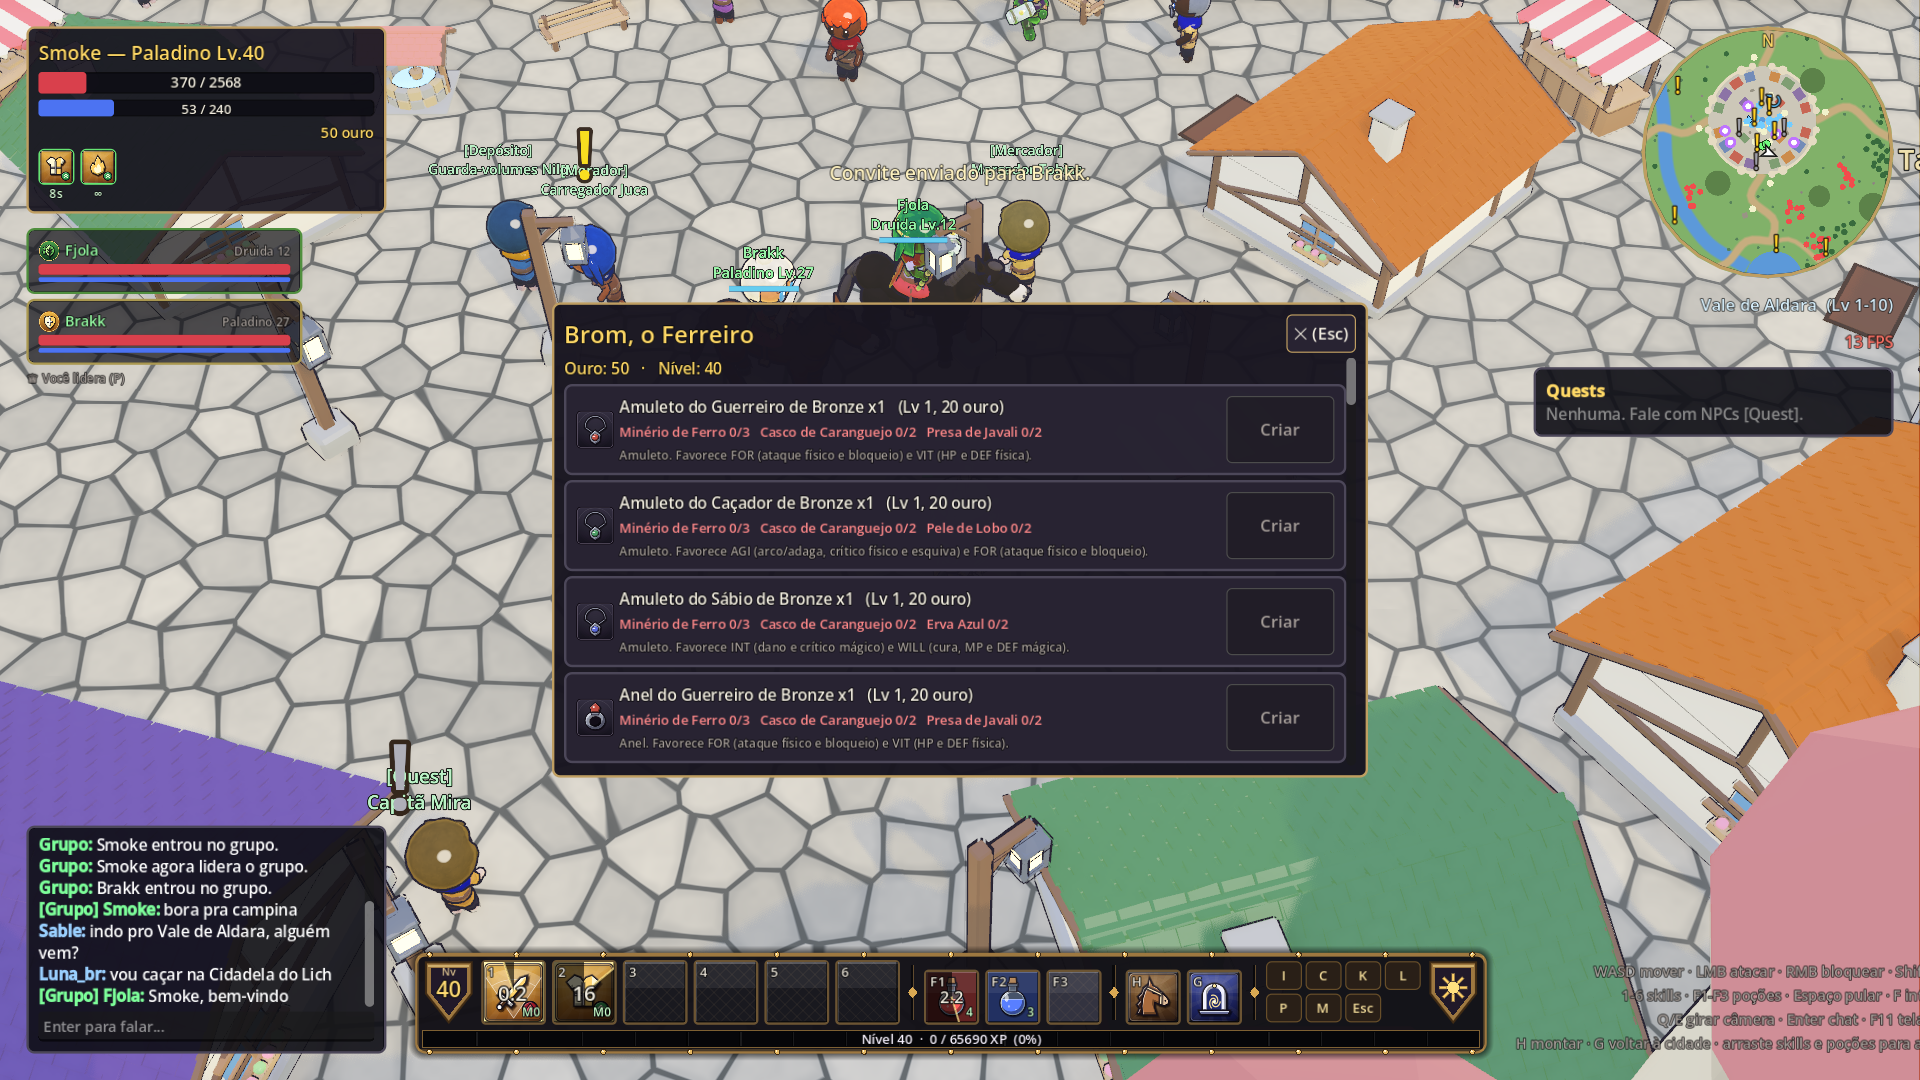 Smoke — Paladino Lv.40
370 / 2568
53 / 240
50 ouro
8s
∞
Fjola
Druida 12
Brakk
Paladino 27
Você lidera (P)
[Depósito]
Guarda-volumes
Carregador Juca
Convite enviado para Brakk.
[Mercador]
Fjola
Druida Lv.12
Brakk
Paladino Lv.27
N
Vale de Aldara (Lv 1-10)
13 FPS
Quests
Nenhuma. Fale com NPCs [Quest].
Brom, o Ferreiro
(Esc)
Ouro: 50 · Nível: 40
Amuleto do Guerreiro de Bronze x1 (Lv 1, 20 ouro)
Minério de Ferro 0/3 Casco de Caranguejo 0/2 Presa de Javali 0/2
Amuleto. Favorece FOR (ataque físico e bloqueio) e VIT (HP e DEF física).
Criar
Amuleto do Caçador de Bronze x1 (Lv 1, 20 ouro)
Minério de Ferro 0/3 Casco de Caranguejo 0/2 Pele de Lobo 0/2
Amuleto. Favorece AGI (arco/adaga, crítico físico e esquiva) e FOR (ataque físico e bloqueio).
Criar
Amuleto do Sábio de Bronze x1 (Lv 1, 20 ouro)
Minério de Ferro 0/3 Casco de Caranguejo 0/2 Erva Azul 0/2
Amuleto. Favorece INT (dano e crítico mágico) e WILL (cura, MP e DEF mágica).
Criar
Anel do Guerreiro de Bronze x1 (Lv 1, 20 ouro)
Minério de Ferro 0/3 Casco de Caranguejo 0/2 Presa de Javali 0/2
Anel. Favorece FOR (ataque físico e bloqueio) e VIT (HP e DEF física).
Criar
[Quest]
Capitã Mira
Grupo: Smoke entrou no grupo.
Grupo: Smoke agora lidera o grupo.
Grupo: Brakk entrou no grupo.
[Grupo] Smoke: bora pra campina
Sable: indo pro Vale de Aldara, alguém
vem?
Luna_br: vou caçar na Cidadela do Lich
[Grupo] Fjola: Smoke, bem-vindo
Enter para falar...
Nv
40
1
0.2
M0
2
16
M0
3
4
5
6
F1
2.2
4
F2
3
F3
H
G
I
C
K
L
P
M
Esc
Nível 40 · 0 / 65690 XP (0%)
WASD mover · LMB atacar · RMB bloquear ·
1-6 skills · F1-F3 poções · Espaço pular ·
Q/E girar câmera · Enter chat · F11
H montar · G voltar à cidade · arraste skills e poções para